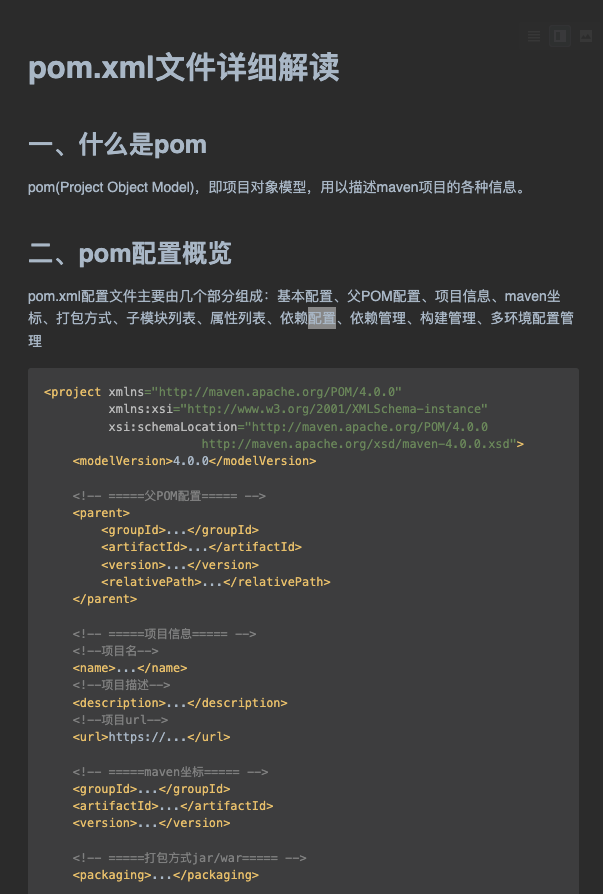 pom.xml文件详细解读
一、什么是pom
pom(Project Object Model)，即项目对象模型，用以描述maven项目的各种信息。
二、pom配置概览
pom.xml配置文件主要由几个部分组成：基本配置、父POM配置、项目信息、maven坐
标、打包方式、子模块列表、属性列表、依赖配置、依赖管理、构建管理、多环境配置管
理
<project xmlns="http://maven.apache.org/POM/4.0.0"
         xmlns:xsi="http://www.w3.org/2001/XMLSchema-instance"
         xsi:schemaLocation="http://maven.apache.org/POM/4.0.0
                      http://maven.apache.org/xsd/maven-4.0.0.xsd">
    <modelVersion>4.0.0</modelVersion>
    <!-- =====父POM配置===== -->
    <parent>
        <groupId>...</groupId>
        <artifactId>...</artifactId>
        <version>...</version>
        <relativePath>...</relativePath>
    </parent>
    <!-- =====项目信息===== -->
    <!--项目名-->
    <name>...</name>
    <!--项目描述-->
    <description>...</description>
    <!--项目url-->
    <url>https://...</url>
    <!-- =====maven坐标===== -->
    <groupId>...</groupId>
    <artifactId>...</artifactId>
    <version>...</version>
    <!-- =====打包方式jar/war===== -->
    <packaging>...</packaging>